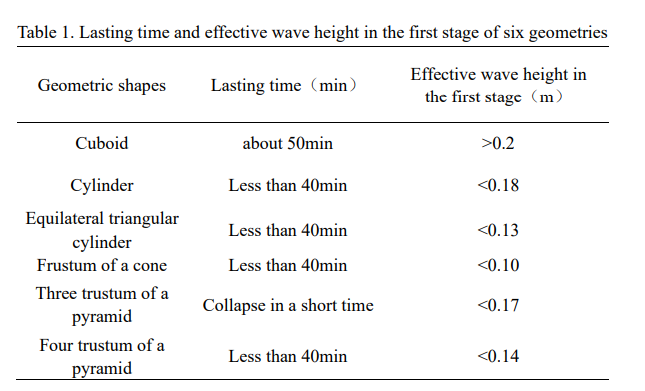 Table 1. Lasting time and effective wave height in the first stage of six geometries
Geometric shapes Lasting time（min） Effective wave height in
the first stage（m）
Cuboid about 50min >0.2
Cylinder Less than 40min <0.18
Equilateral triangular
cylinder Less than 40min <0.13
Frustum of a cone Less than 40min <0.10
Three trustum of a
pyramid Collapse in a short time <0.17
Four trustum of a
pyramid Less than 40min <0.14